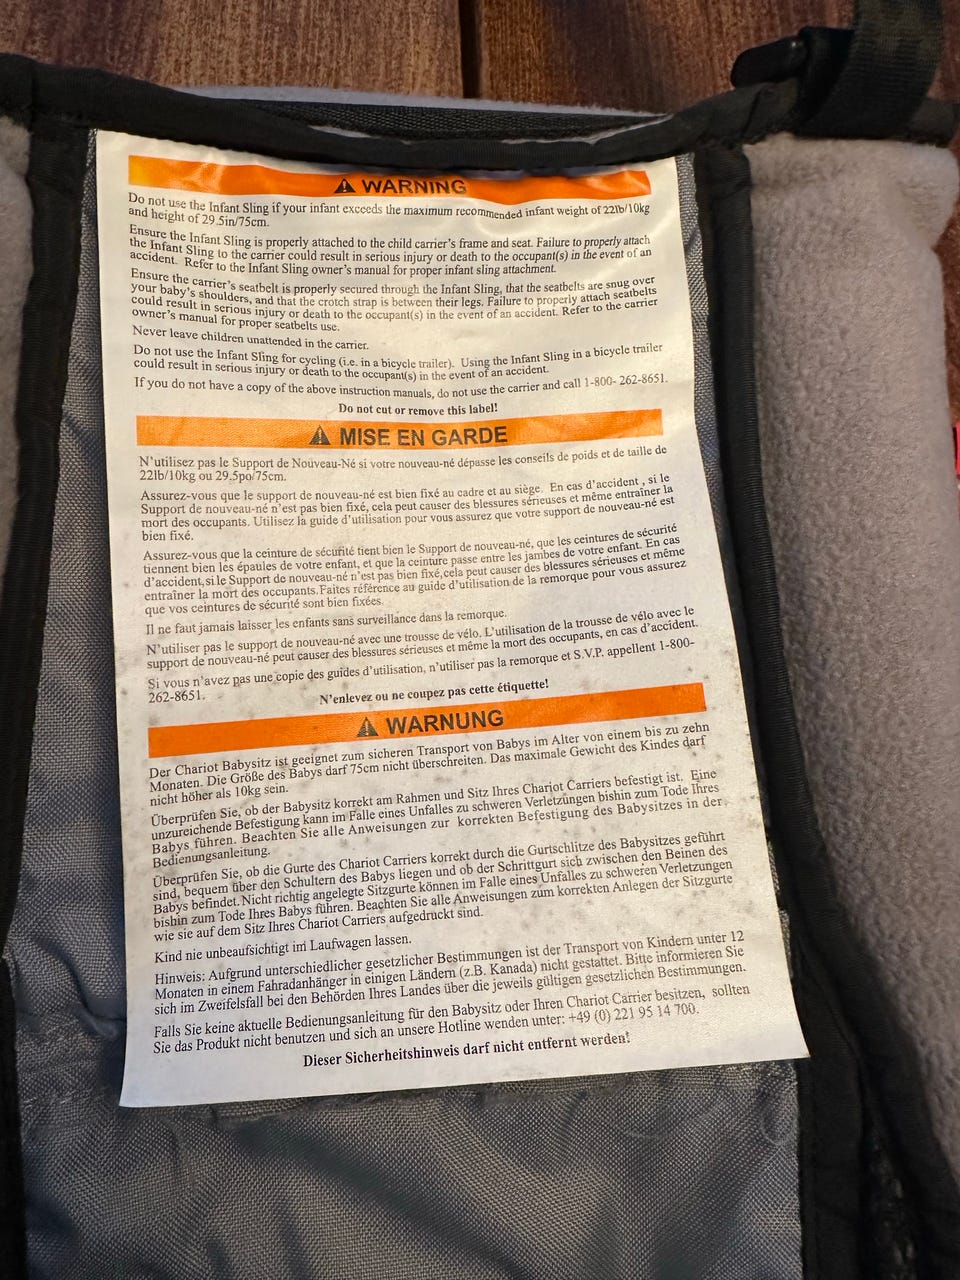 ⚠ WARNING
Do not use the Infant Sling if your infant exceeds the maximum recommended infant weight of 22lb/10kg
and height of 29.5in/75cm.
Ensure the Infant Sling is properly attached to the child carrier's frame and seat. Failure to properly attach
the Infant Sling to the carrier could result in serious injury or death to the occupant(s) in the event of an
accident. Refer to the Infant Sling owner's manual for proper infant sling attachment.
Ensure the carrier's seatbelt is properly secured through the Infant Sling, that the seatbelts are snug over
your baby's shoulders, and that the crotch strap is between their legs. Failure to properly attach seatbelts
could result in serious injury or death to the occupant(s) in the event of an accident. Refer to the carrier
owner's manual for proper seatbelts use.
Never leave children unattended in the carrier.
Do not use the Infant Sling for cycling (i.e. in a bicycle trailer). Using the Infant Sling in a bicycle trailer
could result in serious injury or death to the occupant(s) in the event of an accident.
If you do not have a copy of the above instruction manuals, do not use the carrier and call 1-800- 262-8651.
Do not cut or remove this label!
⚠ MISE EN GARDE
N'utilisez pas le Support de Nouveau-Né si votre nouveau-né dépasse les conseils de poids et de taille de
22lb/10kg ou 29.5po/75cm.
Assurez-vous que le support de nouveau-né est bien fixé au cadre et au siège. En cas d'accident , si le
Support de nouveau-né n'est pas bien fixé, cela peut causer des blessures sérieuses et même entraîner la
mort des occupants. Utilisez la guide d'utilisation pour vous assurez que votre support de nouveau-né est
bien fixé.
Assurez-vous que la ceinture de sécurité tient bien le Support de nouveau-né, que les ceintures de sécurité
tiennent bien les épaules de votre enfant, et que la ceinture passe entre les jambes de votre enfant. En cas
d'accident,si le Support de nouveau-né n'est pas bien fixé,cela peut causer des blessures sérieuses et même
entraîner la mort des occupants.Faites référence au guide d'utilisation de la remorque pour vous assurez
que vos ceintures de sécurité sont bien fixées.
Il ne faut jamais laisser les enfants sans surveillance dans la remorque.
N'utiliser pas le support de nouveau-né avec une trousse de vélo. L'utilisation de la trousse de vélo avec le
support de nouveau-né peut causer des blessures sérieuses et même la mort des occupants, en cas d'accident.
Si vous n'avez pas une copie des guides d'utilisation, n'utiliser pas la remorque et S.V.P. appellent 1-800-
262-8651.
N'enlevez ou ne coupez pas cette étiquette!
⚠ WARNUNG
Der Chariot Babysitz ist geeignet zum sicheren Transport von Babys im Alter von einem bis zu zehn
Monaten. Die Größe des Babys darf 75cm nicht überschreiten. Das maximale Gewicht des Kindes darf
nicht höher als 10kg sein.
Überprüfen Sie, ob der Babysitz korrekt am Rahmen und Sitz Ihres Chariot Carriers befestigt ist. Eine
unzureichende Befestigung kann im Falle eines Unfalles zu schweren Verletzungen bishin zum Tode Ihres
Babys führen. Beachten Sie alle Anweisungen zur korrekten Befestigung des Babysitzes in der
Bedienungsanleitung.
Überprüfen Sie, ob die Gurte des Chariot Carriers korrekt durch die Gurtschlitze des Babysitzes geführt
sind, bequem über den Schultern des Babys liegen und ob der Schrittgurt sich zwischen den Beinen des
Babys befindet. Nicht richtig angelegte Sitzgurte können im Falle eines Unfalles zu schweren Verletzungen
bishin zum Tode Ihres Babys führen. Beachten Sie alle Anweisungen zum korrekten Anlegen der Sitzgurte
wie sie auf dem Sitz Ihres Chariot Carriers aufgedruckt sind.
Kind nie unbeaufsichtigt im Laufwagen lassen.
Hinweis: Aufgrund unterschiedlicher gesetzlicher Bestimmungen ist der Transport von Kindern unter 12
Monaten in einem Fahradanhänger in einigen Ländern (z.B. Kanada) nicht gestattet. Bitte informieren Sie
sich im Zweifelsfall bei den Behörden Ihres Landes über die jeweils gültigen gesetzlichen Bestimmungen.
Falls Sie keine aktuelle Bedienungsanleitung für den Babysitz oder Ihren Chariot Carrier besitzen, sollten
Sie das Produkt nicht benutzen und sich an unsere Hotline wenden unter: +49 (0) 221 95 14 700.
Dieser Sicherheitshinweis darf nicht entfernt werden!